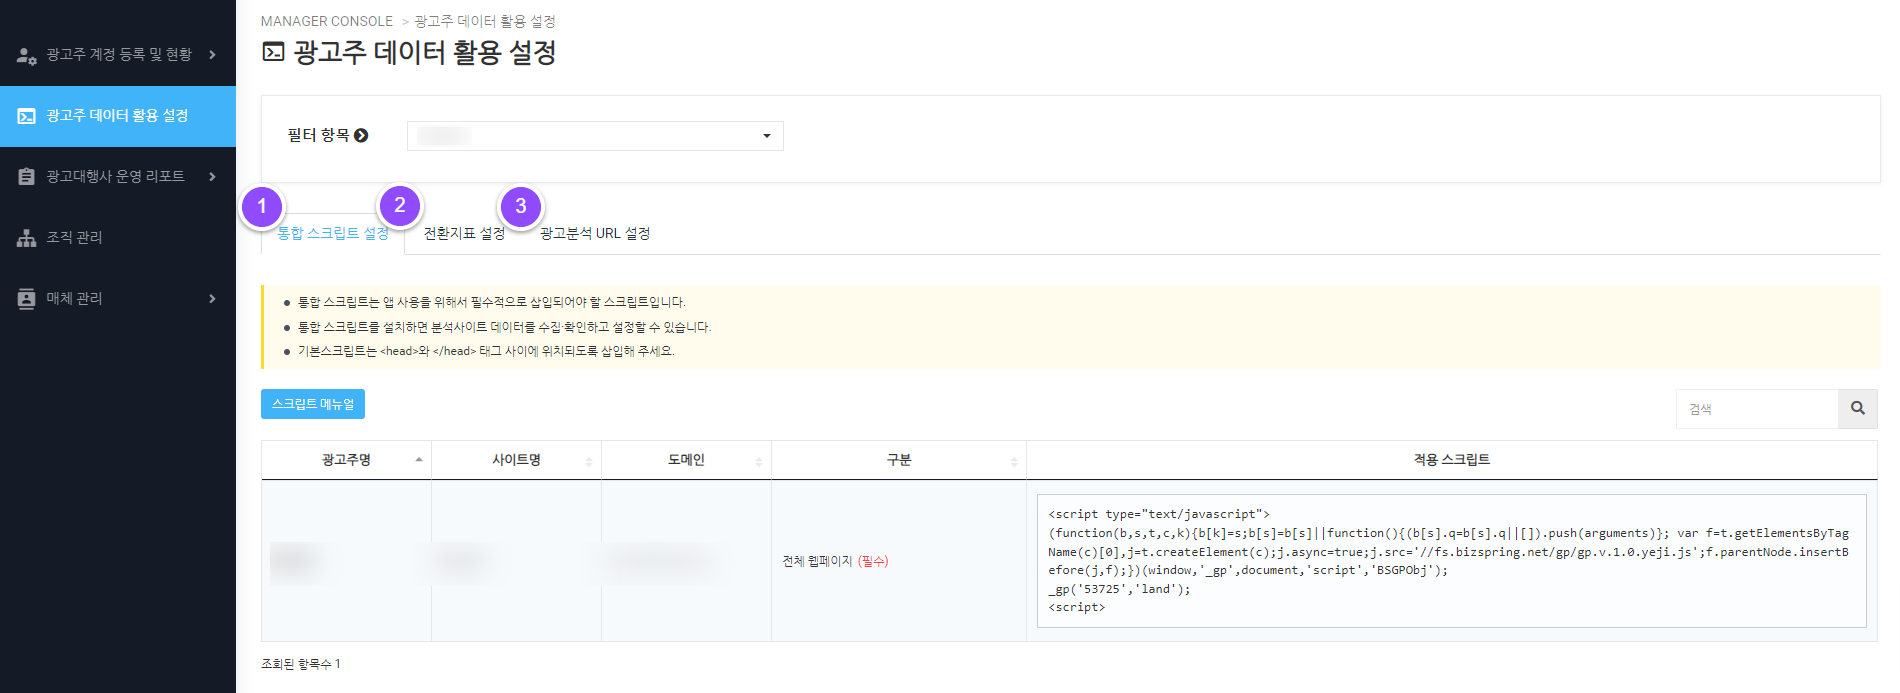 광고주 계정 등록 및 현황
광고주 데이터 활용 설정
광고대행사 운영 리포트
조직 관리
매체 관리
MANAGER CONSOLE > 광고주 데이터 활용 설정
광고주 데이터 활용 설정
필터 항목
1 2 3
통합 스크립트 설정 전환지표 설정 광고분석 URL 설정
통합 스크립트는 앱 사용을 위해서 필수적으로 삽입되어야 할 스크립트입니다.
통합 스크립트를 설치하면 분석사이트 데이터를 수집·확인하고 설정할 수 있습니다.
기본스크립트는 <head>와 </head> 태그 사이에 위치되도록 삽입해 주세요.
스크립트 메뉴얼
검색
광고주명 사이트명 도메인 구분 적용 스크립트
전체 웹페이지 (필수)
<script type="text/javascript">
(function(b,s,t,c,k){b[k]=s;b[s]=b[s]||function(){(b[s].q=b[s].q||[]).push(arguments)}; var f=t.getElementsByTag
Name(c)[0],j=t.createElement(c);j.async=true;j.src='//fs.bizspring.net/gp/gp.v.1.0.yeji.js';f.parentNode.insertB
efore(j,f);})(window,'_gp',document,'script','BSGPObj');
_gp('53725','land');
<script>
조회된 항목수 1